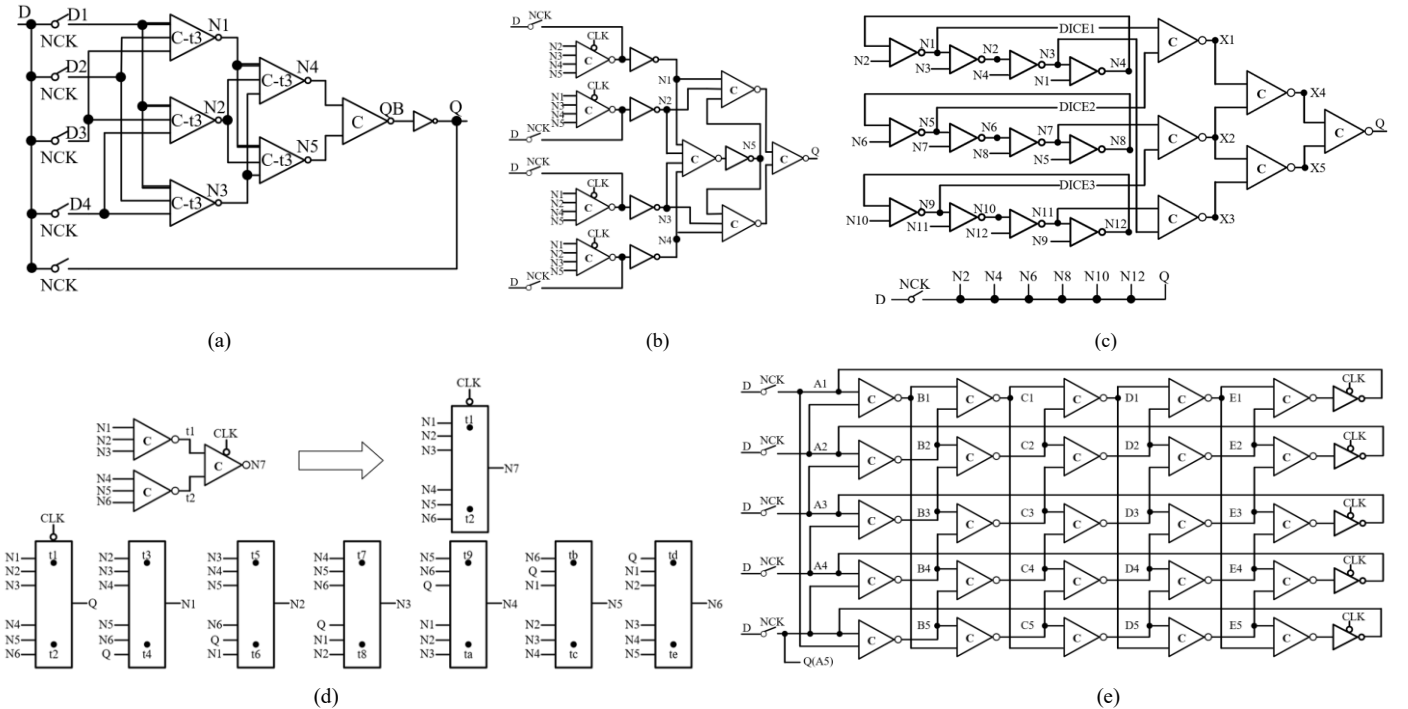 D
D1
NCK
D2
NCK
D3
NCK
D4
NCK
NCK
C-t3
N1
C-t3
N2
C-t3
N3
C-t3
N4
C-t3
N5
C
QB
Q
(a)
D
NCK
CLK
N2
N3
N4
N5
N1
N1
N3
N4
N5
CLK
N2
NCK
D
NCK
D
CLK
N1
N2
N4
N5
N3
CLK
N1
N2
N3
N5
N4
D
NCK
N5
C
C
C
C
Q
(b)
DICE1
N1
N2
N2
N3
N3
N4
N4
N1
C
X1
DICE2
N5
N6
N6
N7
N7
N8
N8
N5
C
X2
DICE3
N9
N10
N10
N11
N11
N12
N12
N9
C
X3
C
X4
C
X5
C
Q
D
NCK
N2
N4
N6
N8
N10
N12
Q
(c)
N1
N2
N3
C
t1
N4
N5
N6
C
t2
CLK
C
N7
CLK
t1
N1
N2
N3
N4
N5
N6
t2
N7
CLK
N1
N2
N3
N4
N5
N6
t1
t2
Q
N2
N3
N4
N5
N6
Q
t3
t4
N1
N3
N4
N5
N6
Q
N1
t5
t6
N2
N4
N5
N6
Q
N1
N2
t7
t8
N3
N5
N6
Q
N1
N2
N3
t9
ta
N4
N6
Q
N1
N2
N3
N4
tb
tc
N5
Q
N1
N2
N3
N4
N5
td
te
N6
(d)
D NCK A1 C B1 C C1 C D1 C E1 C CLK
D NCK A2 C B2 C C2 C D2 C E2 C CLK
D NCK A3 C B3 C C3 C D3 C E3 C CLK
D NCK A4 C B4 C C4 C D4 C E4 C CLK
D NCK C B5 C C5 C D5 C E5 C CLK
Q(A5)
(e)